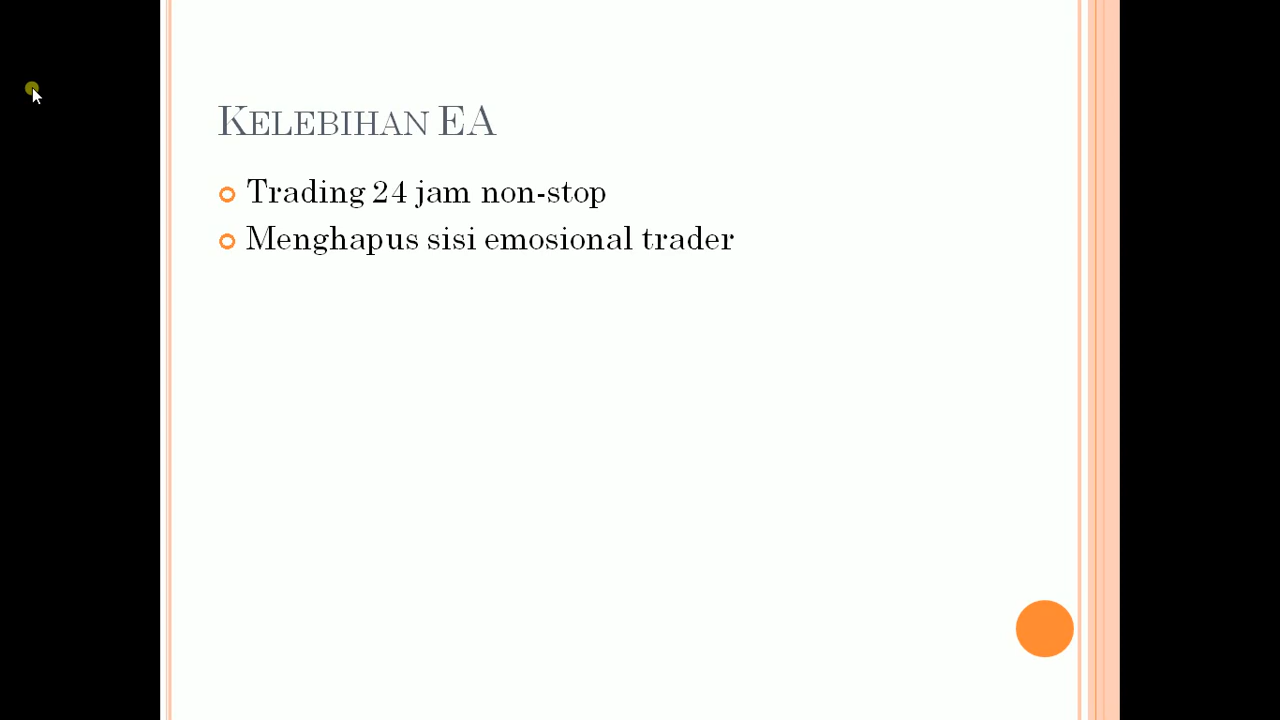 Kelebihan EA
Trading 24 jam non-stop
Menghapus sisi emosional trader